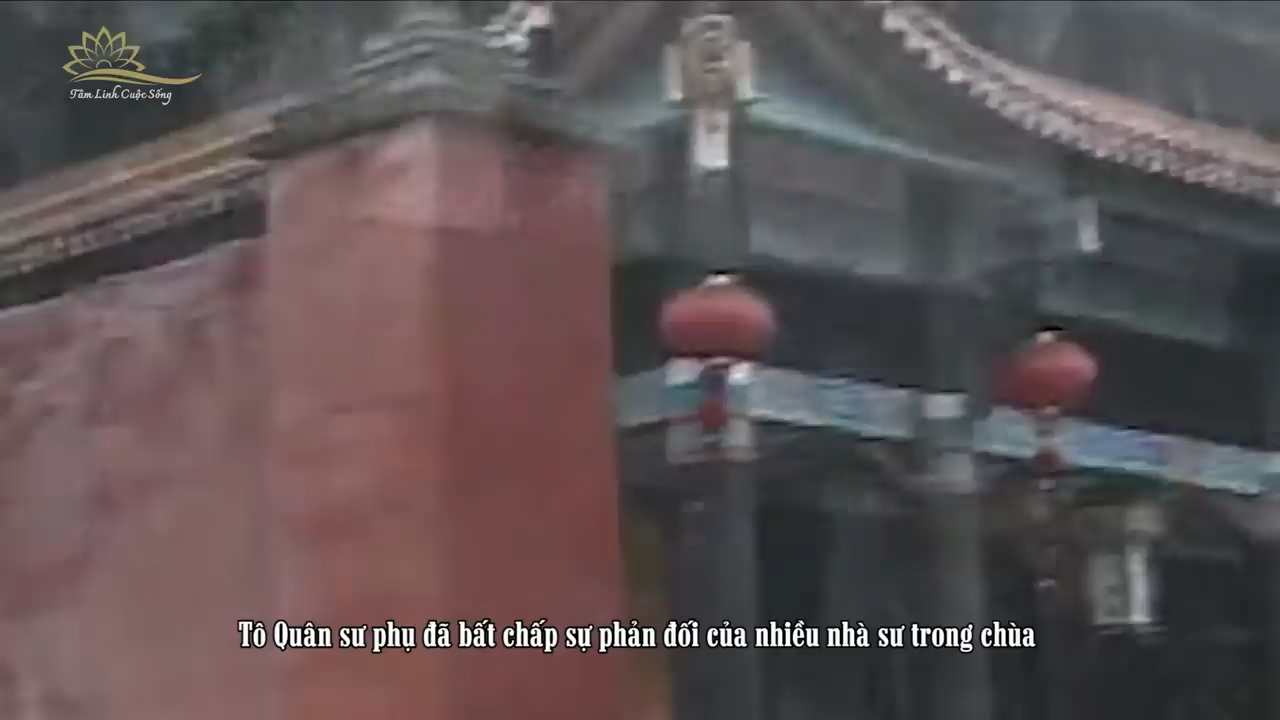 Tâm Linh Cuộc Sống
Tô Quân sư phụ đã bất chấp sự phản đối của nhiều nhà sư trong chùa